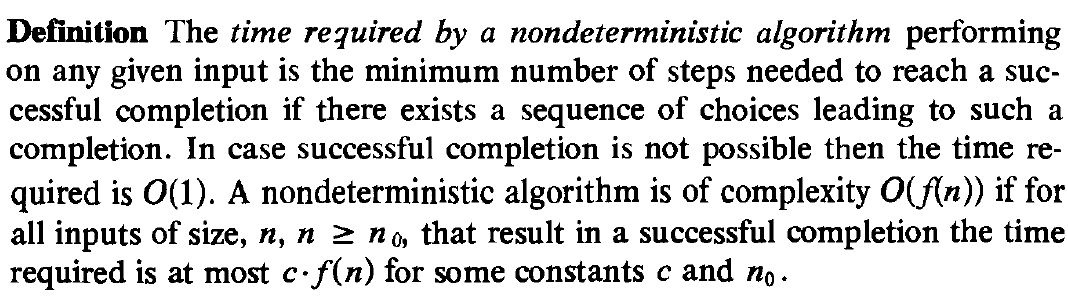 Definition The time required by a nondeterministic algorithm performing
on any given input is the minimum number of steps needed to reach a suc-
cessful completion if there exists a sequence of choices leading to such a
completion. In case successful completion is not possible then the time re-
quired is O(1). A nondeterministic algorithm is of complexity O(f(n)) if for
all inputs of size, n, n ≥ n₀, that result in a successful completion the time
required is at most c·f(n) for some constants c and n₀.